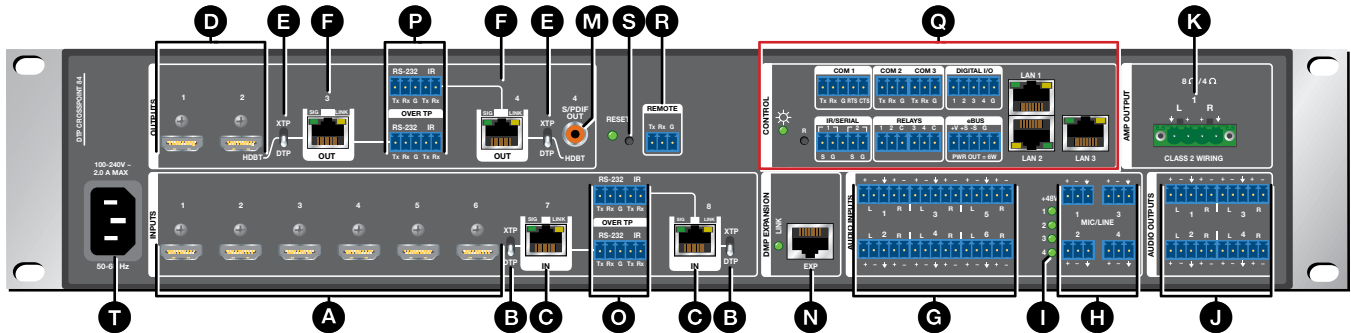 D E F P F E M S R Q K
DTP CROSSPOINT 84
OUTPUTS
1 2 3 4 4
XTP
DTP
HDBT
SIG LINK
OUT
RS-232 IR
Tx Rx G Tx Rx
OVER TP
RS-232 IR
Tx Rx G Tx Rx
SIG LINK
OUT
XTP
DTP
HDBT
S/PDIF
OUT
RESET
REMOTE
Tx Rx G
CONTROL
R
COM 1
Tx Rx G RTS CTS
COM 2 COM 3
Tx Rx G Tx Rx G
DIGITAL I/O
1 2 3 4 G
IR/SERIAL
1 2
S G S G
RELAYS
1 2 C 3 4 C
eBUS
+V +S -S G
PWR OUT = 6W
LAN 1
LAN 2
LAN 3
AMP OUTPUT
8 Ω / 4 Ω
1
L R
+ - + -
CLASS 2 WIRING
100-240V ~
2.0 A MAX
50-60 Hz
INPUTS
1 2 3 4 5 6 7 8
XTP
DTP
SIG LINK
IN
RS-232 IR
Tx Rx G Tx Rx
OVER TP
RS-232 IR
Tx Rx G Tx Rx
SIG LINK
IN
XTP
DTP
DMP EXPANSION
LINK
EXP
AUDIO INPUTS
L R L R L R
1 3 5
L 2 R L 4 R L 6 R
+48V
1
2
3
4
1 3
MIC/LINE
2 4
AUDIO OUTPUTS
L R L R
1 3
L 2 R L 4 R
T A B C O C B N G I H J